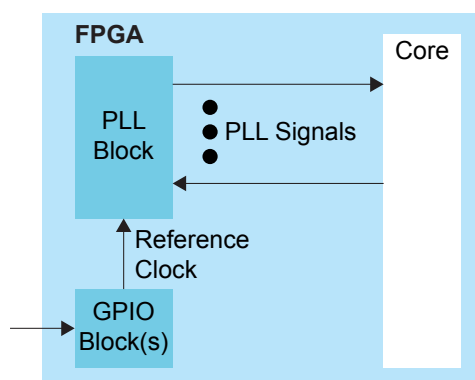 FPGA
Core
PLL
Block
PLL Signals
Reference
Clock
GPIO
Block(s)